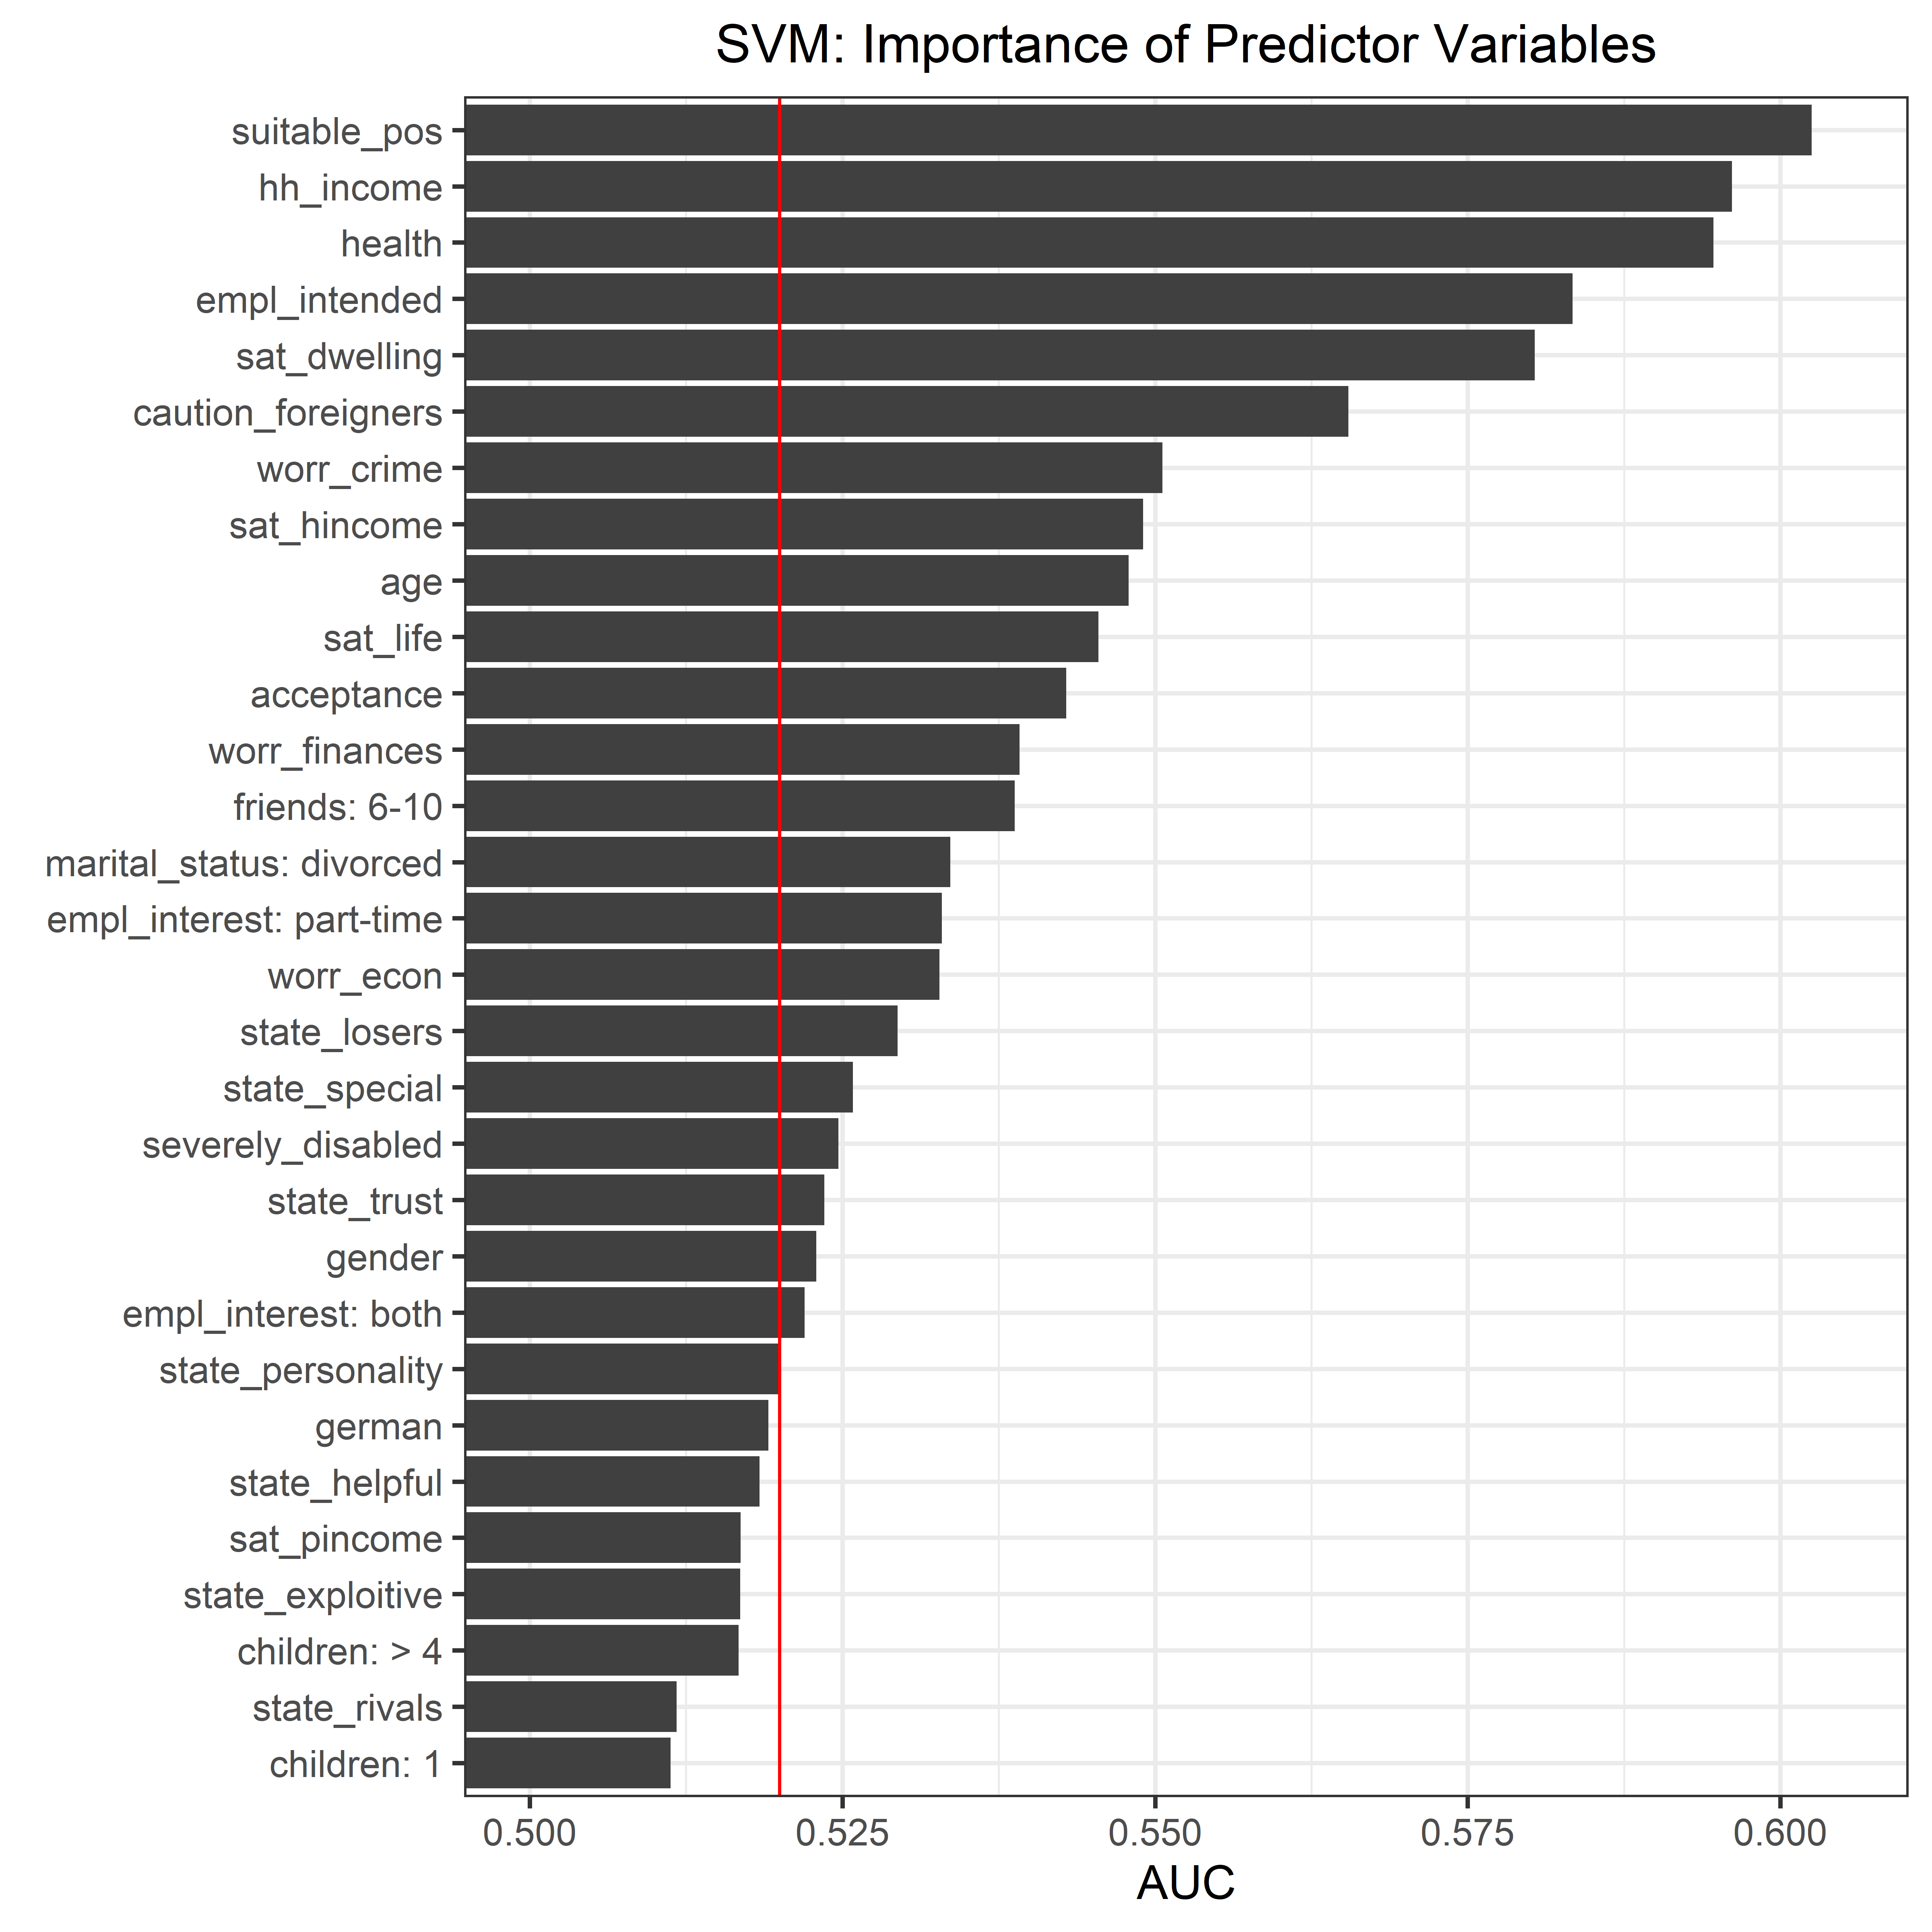 SVM: Importance of Predictor Variables
suitable_pos
hh_income
health
empl_intended
sat_dwelling
caution_foreigners
worr_crime
sat_hincome
age
sat_life
acceptance
worr_finances
friends: 6-10
marital_status: divorced
empl_interest: part-time
worr_econ
state_losers
state_special
severely_disabled
state_trust
gender
empl_interest: both
state_personality
german
state_helpful
sat_pincome
state_exploitive
children: > 4
state_rivals
children: 1
0.500 0.525 0.550 0.575 0.600
AUC